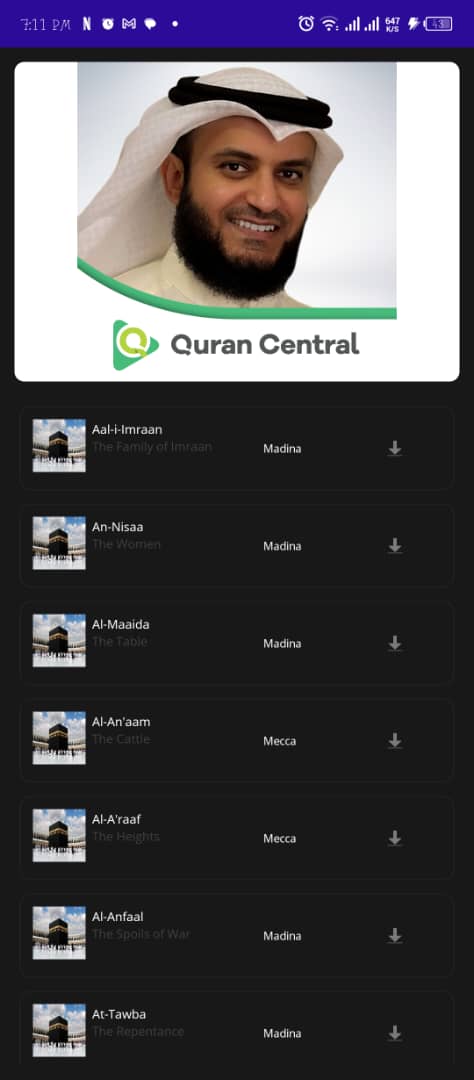 7:11 PM
647
K/S
43
Quran Central
Aal-i-Imraan
The Family of Imraan
Madina
An-Nisaa
The Women
Madina
Al-Maaida
The Table
Madina
Al-An'aam
The Cattle
Mecca
Al-A'raaf
The Heights
Mecca
Al-Anfaal
The Spoils of War
Madina
At-Tawba
The Repentance
Madina